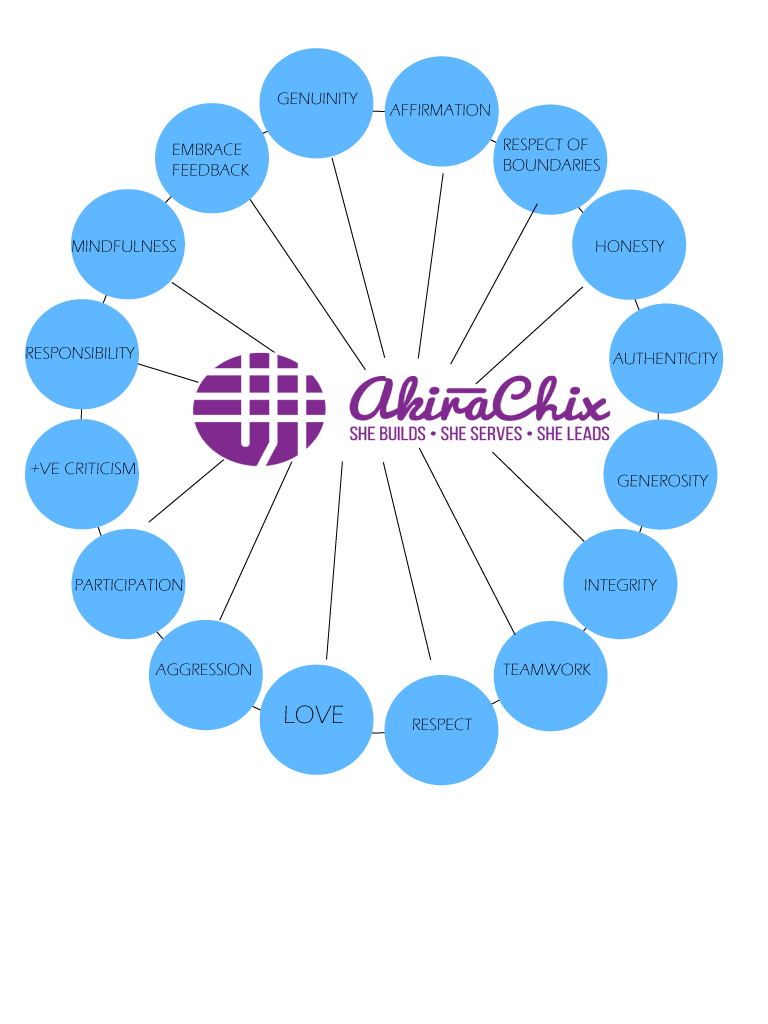 GENUINITY
AFFIRMATION
EMBRACE
FEEDBACK
RESPECT OF
BOUNDARIES
MINDFULNESS
HONESTY
RESPONSIBILITY
AUTHENTICITY
AkiraChix
SHE BUILDS • SHE SERVES • SHE LEADS
+VE CRITICISM
GENEROSITY
PARTICIPATION
INTEGRITY
AGGRESSION
TEAMWORK
LOVE
RESPECT